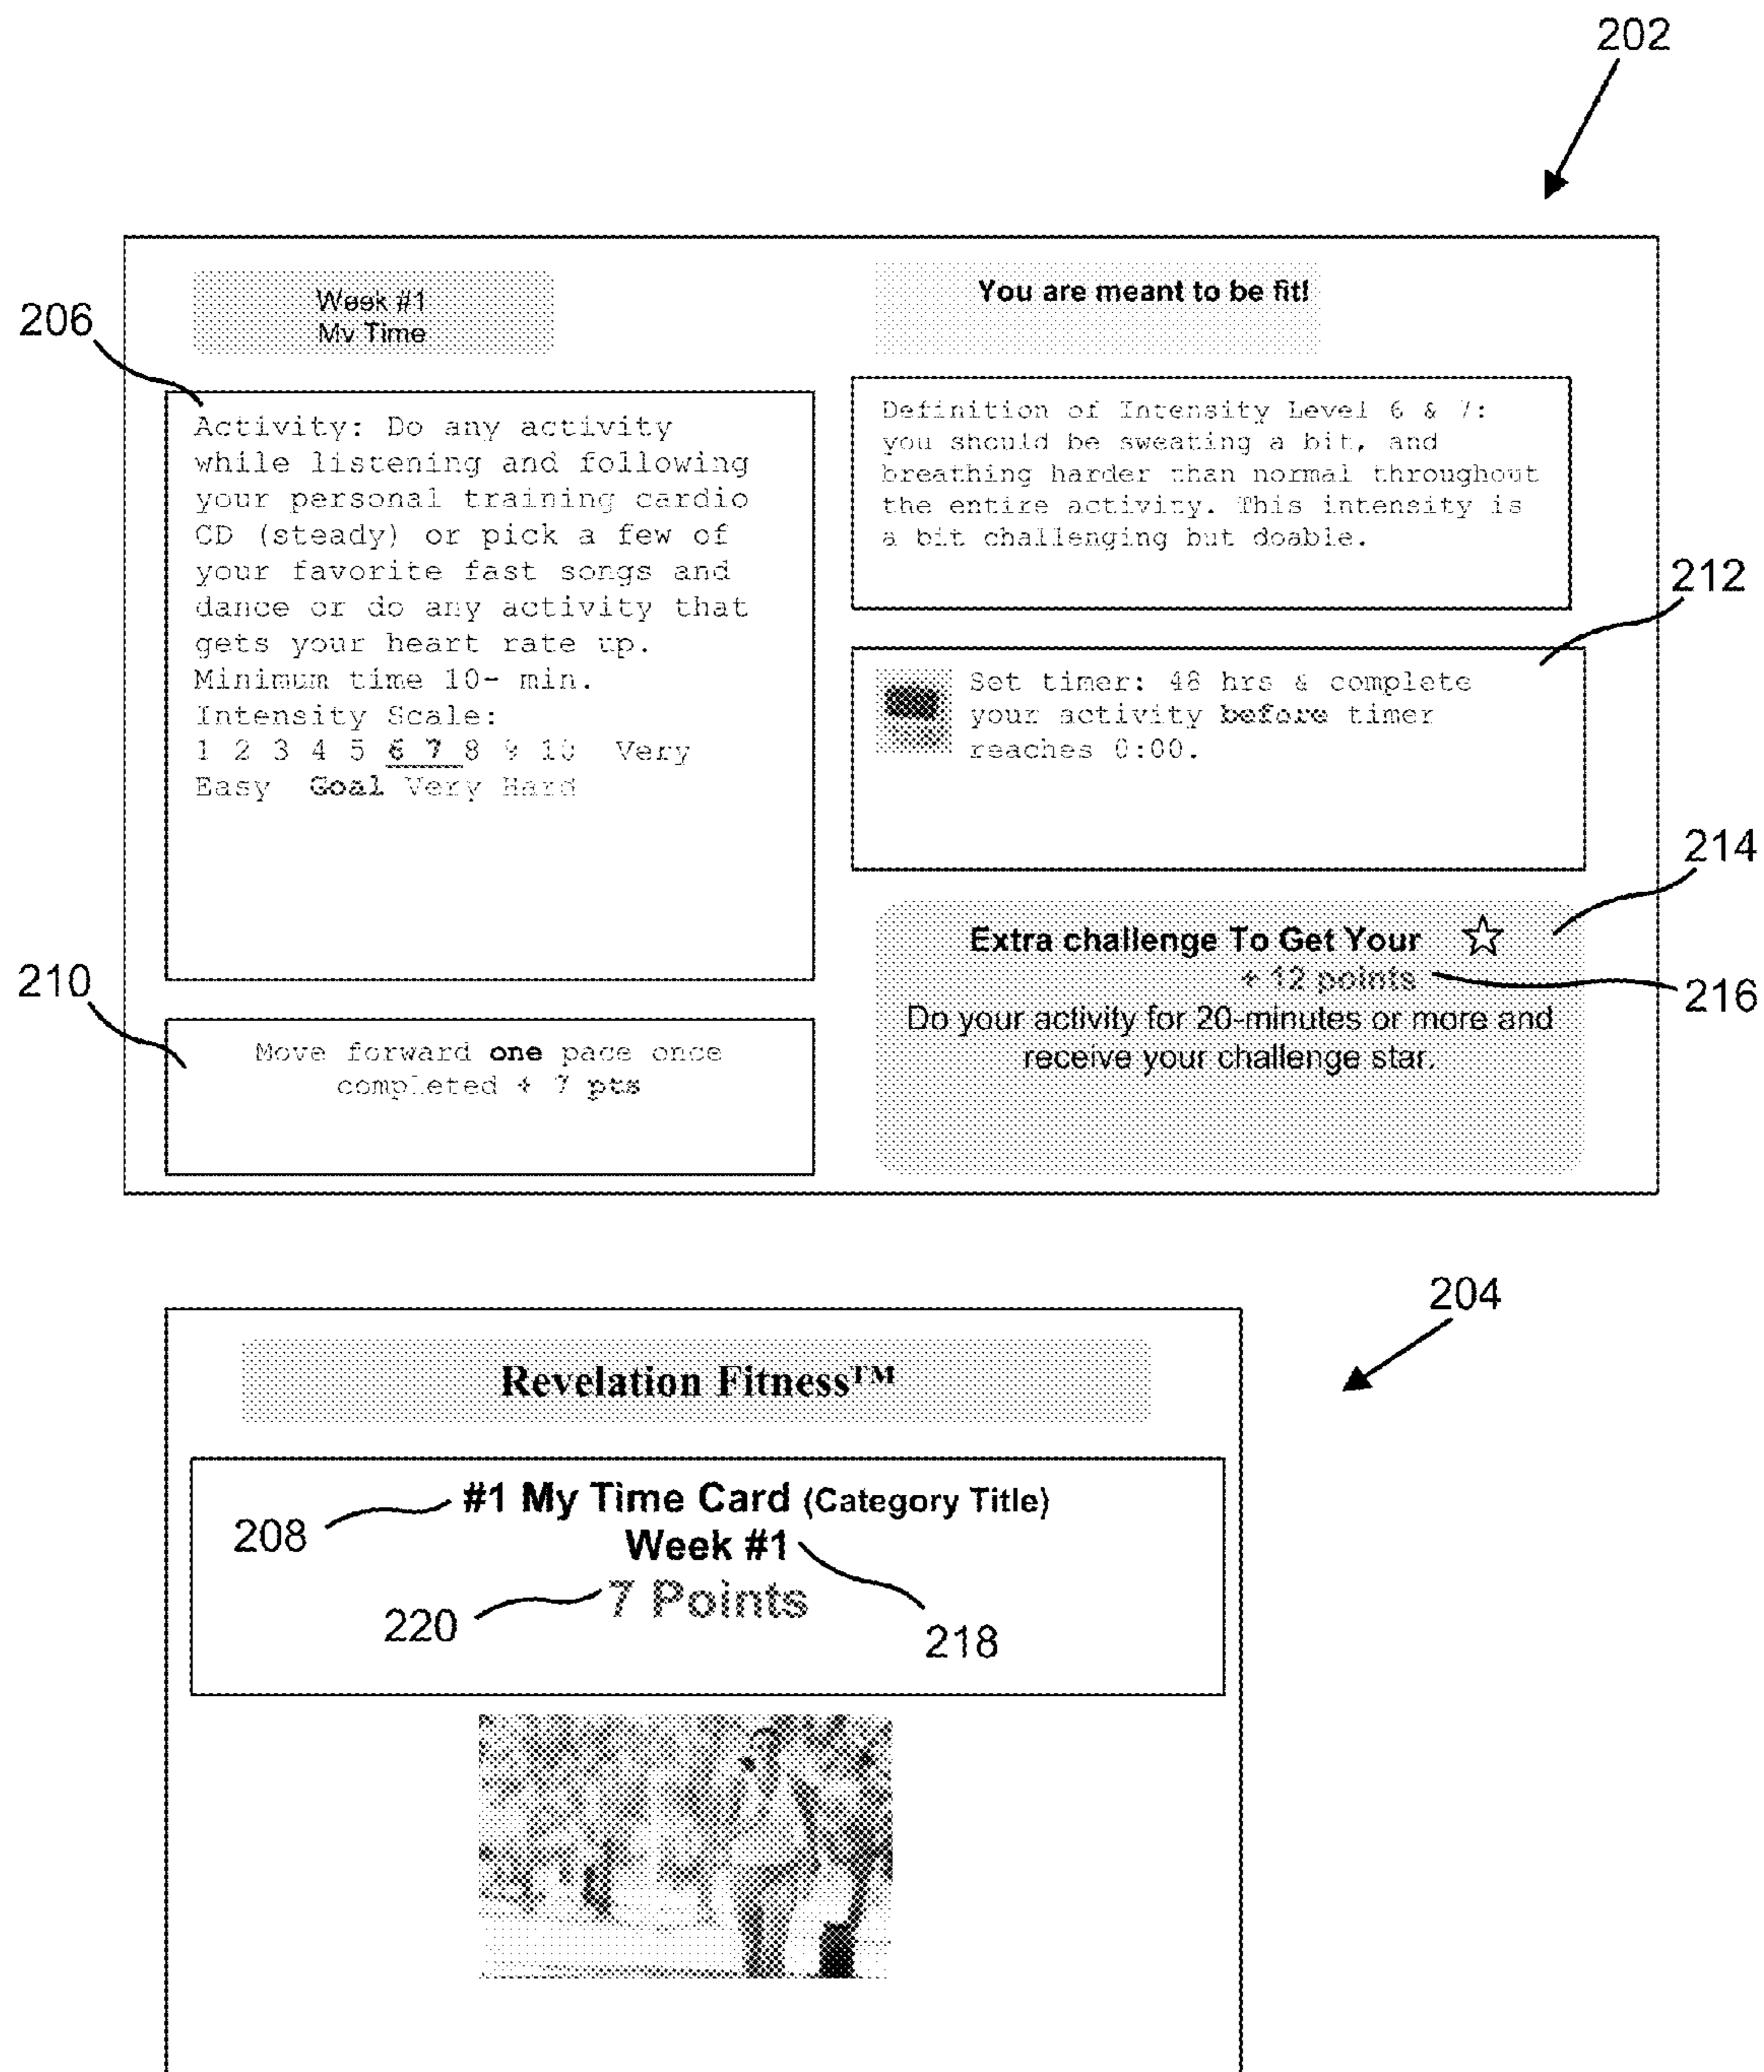 202
206
Week #1
My Time
You are meant to be fit!
Activity: Do any activity
while listening and following
your personal training cardio
CD (steady) or pick a few of
your favorite fast songs and
dance or do any activity that
gets your heart rate up.
Minimum time 10- min.
Intensity Scale:
1 2 3 4 5 6 7 8 9 10 Very
Easy Goal Very Hard
Definition of Intensity Level 6 & 7:
you should be sweating a bit, and
breathing harder than normal throughout
the entire activity. This intensity is
a bit challenging but doable.
212
Set timer: 48 hrs & complete
your activity before timer
reaches 0:00.
214
Extra challenge To Get Your
+ 12 points
216
Do your activity for 20-minutes or more and
receive your challenge star.
210
Move forward one pace once
completed + 7 pts
204
Revelation Fitness™
#1 My Time Card (Category Title)
208
Week #1
7 Points
220
218